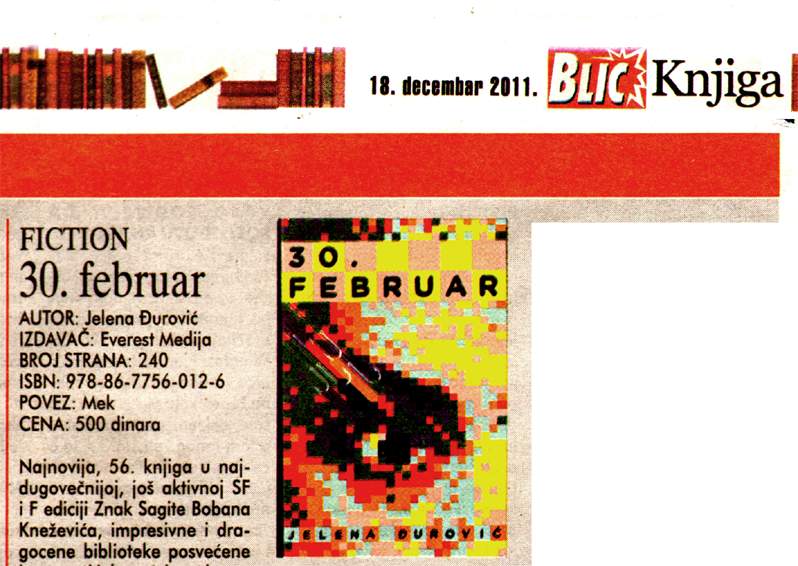 18. decembar 2011. BLIC Knjiga
FICTION
30. februar
AUTOR: Jelena Đurović
IZDAVAČ: Everest Medija
BROJ STRANA: 240
ISBN: 978-86-7756-012-6
POVEZ: Mek
CENA: 500 dinara
Najnovija, 56. knjiga u naj-
dugovečnijoj, još aktivnoj SF
i F ediciji Znak Sagite Bobana
Kneževića, impresivne i dra-
gocene biblioteke posvećene
30.
FEBRUAR
JELENA ĐUROVIĆ